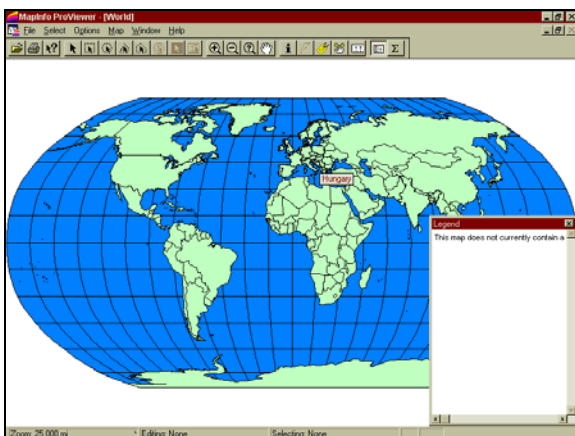 MapInfo ProViewer - [World]
File Select Options Map Window Help
Hungary
Legend
This map does not currently contain a
Zoom: 25,000 mi Editing: None Selecting: None